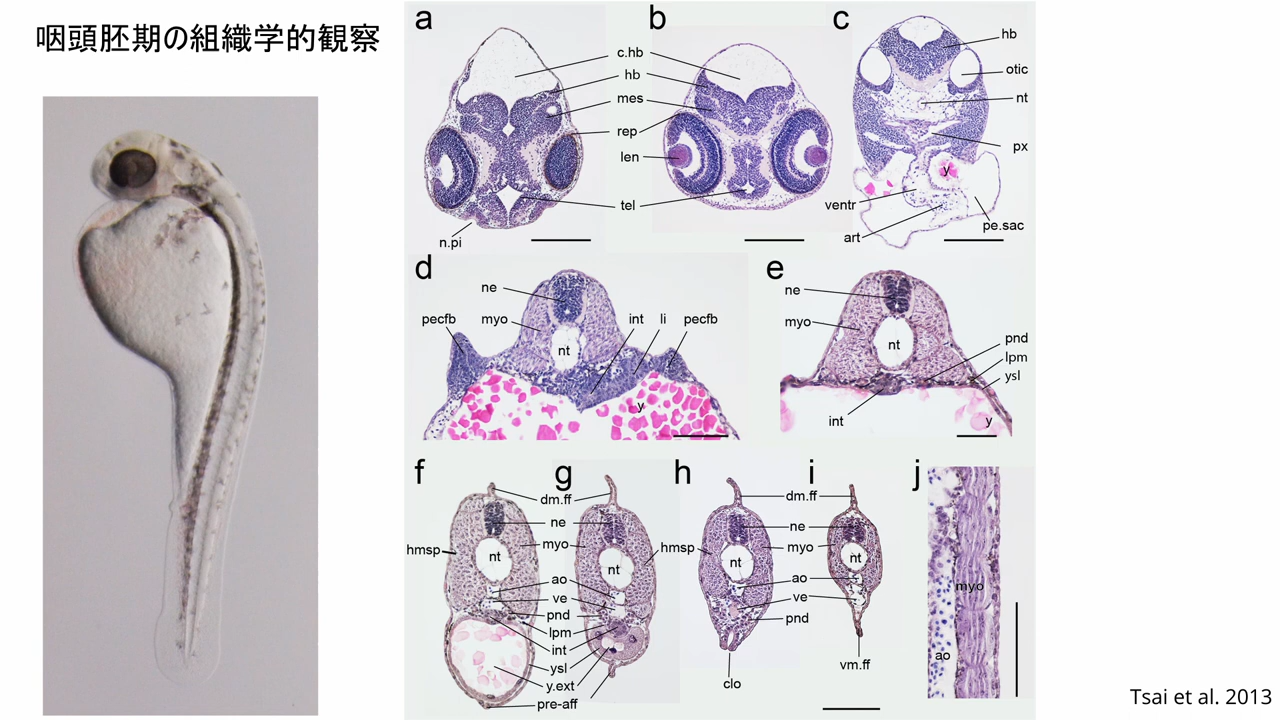 咽頭胚期の組織学的観察
a
b
c
c.hb
hb
mes
rep
len
tel
n.pi
hb
otic
nt
px
y
ventr
art
pe.sac
d
ne
pecfb
myo
int
li
pecfb
nt
y
e
ne
myo
nt
pnd
lpm
ysl
int
y
f
g
h
i
j
dm.ff
ne
hmsp
myo
nt
nt
hmsp
ao
ve
pnd
lpm
int
ysl
y.ext
pre-aff
dm.ff
ne
myo
nt
nt
ao
ve
pnd
clo
vm.ff
myo
ao
Tsai et al. 2013